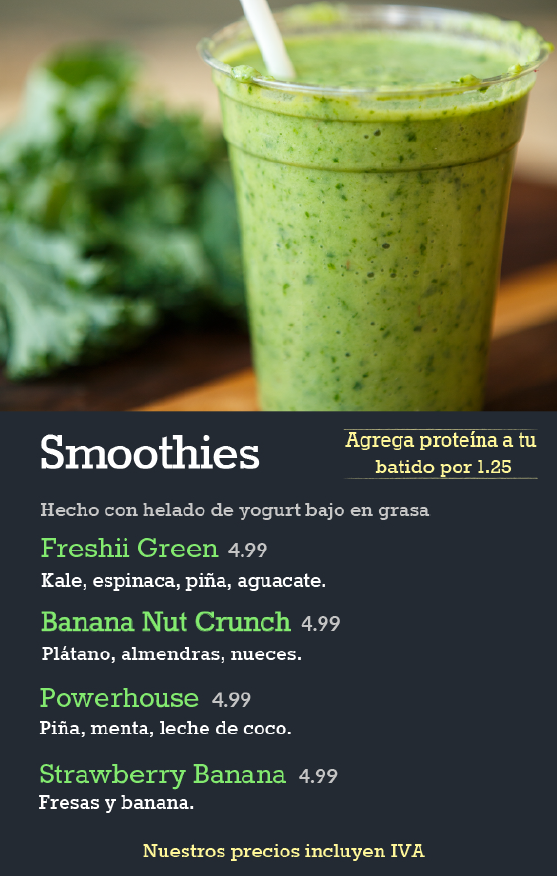 Smoothies
Agrega proteína a tu
batido por 1.25
Hecho con helado de yogurt bajo en grasa
Freshii Green 4.99
Kale, espinaca, piña, aguacate.
Banana Nut Crunch 4.99
Plátano, almendras, nueces.
Powerhouse 4.99
Piña, menta, leche de coco.
Strawberry Banana 4.99
Fresas y banana.
Nuestros precios incluyen IVA